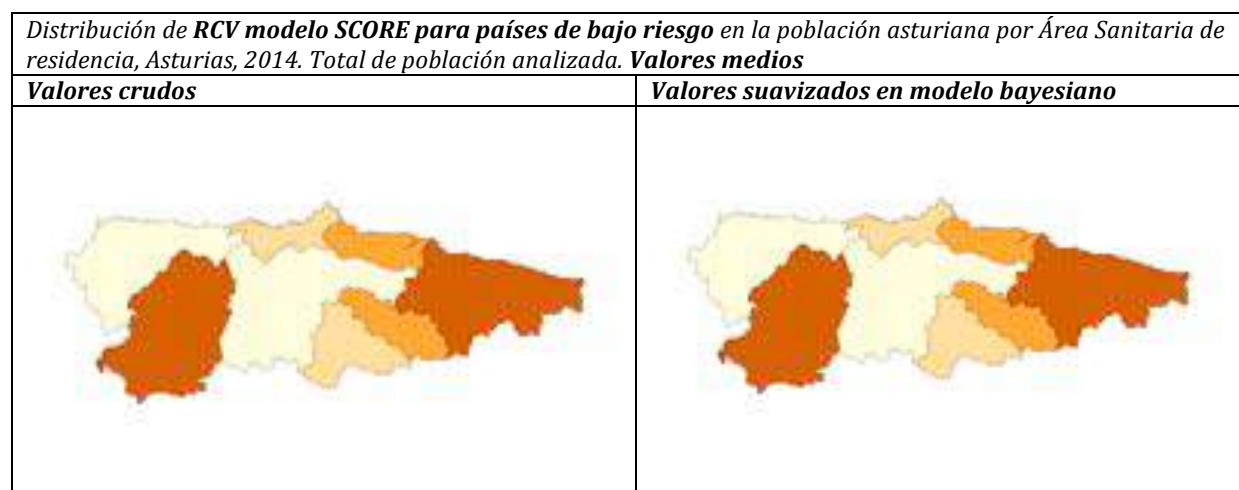 Distribución de RCV modelo SCORE para países de bajo riesgo en la población asturiana por Área Sanitaria de
residencia, Asturias, 2014. Total de población analizada. Valores medios
Valores crudos
Valores suavizados en modelo bayesiano